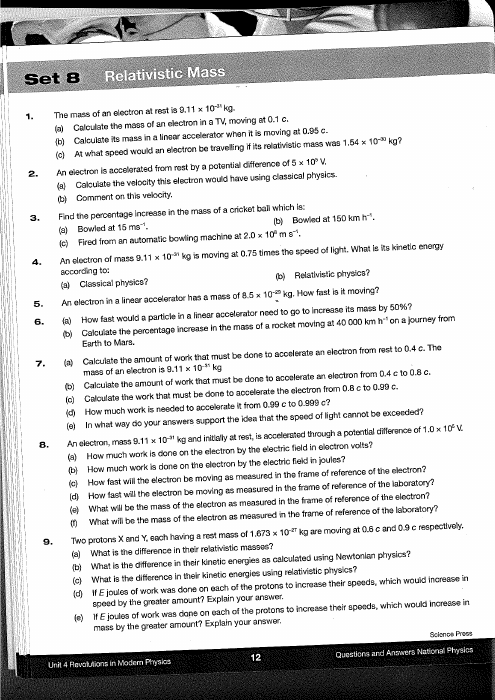 Set 8 Relativistic Mass
1. The mass of an electron at rest is 9.11 × 10⁻³¹ kg.
(a) Calculate the mass of an electron in a TV, moving at 0.1 c.
(b) Calculate its mass in a linear accelerator when it is moving at 0.95 c.
(c) At what speed would an electron be travelling if its relativistic mass was 1.54 × 10⁻³⁰ kg?
2. An electron is accelerated from rest by a potential difference of 5 × 10⁵ V.
(a) Calculate the velocity this electron would have using classical physics.
(b) Comment on this velocity.
3. Find the percentage increase in the mass of a cricket ball which is:
(a) Bowled at 15 ms⁻¹. (b) Bowled at 150 km h⁻¹.
(c) Fired from an automatic bowling machine at 2.0 × 10⁸ m s⁻¹.
4. An electron of mass 9.11 × 10⁻³¹ kg is moving at 0.75 times the speed of light. What is its kinetic energy
according to:
(a) Classical physics? (b) Relativistic physics?
5. An electron in a linear accelerator has a mass of 8.5 × 10⁻²⁹ kg. How fast is it moving?
6. (a) How fast would a particle in a linear accelerator need to go to increase its mass by 50%?
(b) Calculate the percentage increase in the mass of a rocket moving at 40 000 km h⁻¹ on a journey from
Earth to Mars.
7. (a) Calculate the amount of work that must be done to accelerate an electron from rest to 0.4 c. The
mass of an electron is 9.11 × 10⁻³¹ kg
(b) Calculate the amount of work that must be done to accelerate an electron from 0.4 c to 0.8 c.
(c) Calculate the work that must be done to accelerate the electron from 0.8 c to 0.99 c.
(d) How much work is needed to accelerate it from 0.99 c to 0.999 c?
(e) In what way do your answers support the idea that the speed of light cannot be exceeded?
8. An electron, mass 9.11 × 10⁻³¹ kg and initially at rest, is accelerated through a potential difference of 1.0 × 10⁶ V.
(a) How much work is done on the electron by the electric field in electron volts?
(b) How much work is done on the electron by the electric field in joules?
(c) How fast will the electron be moving as measured in the frame of reference of the electron?
(d) How fast will the electron be moving as measured in the frame of reference of the laboratory?
(e) What will be the mass of the electron as measured in the frame of reference of the electron?
(f) What will be the mass of the electron as measured in the frame of reference of the laboratory?
9. Two protons X and Y, each having a rest mass of 1.673 × 10⁻²⁷ kg are moving at 0.6 c and 0.9 c respectively.
(a) What is the difference in their relativistic masses?
(b) What is the difference in their kinetic energies as calculated using Newtonian physics?
(c) What is the difference in their kinetic energies using relativistic physics?
(d) If E joules of work was done on each of the protons to increase their speeds, which would increase in
speed by the greater amount? Explain your answer.
(e) If E joules of work was done on each of the protons to increase their speeds, which would increase in
mass by the greater amount? Explain your answer.
Science Press
Unit 4 Revolutions in Modern Physics 12 Questions and Answers National Physics